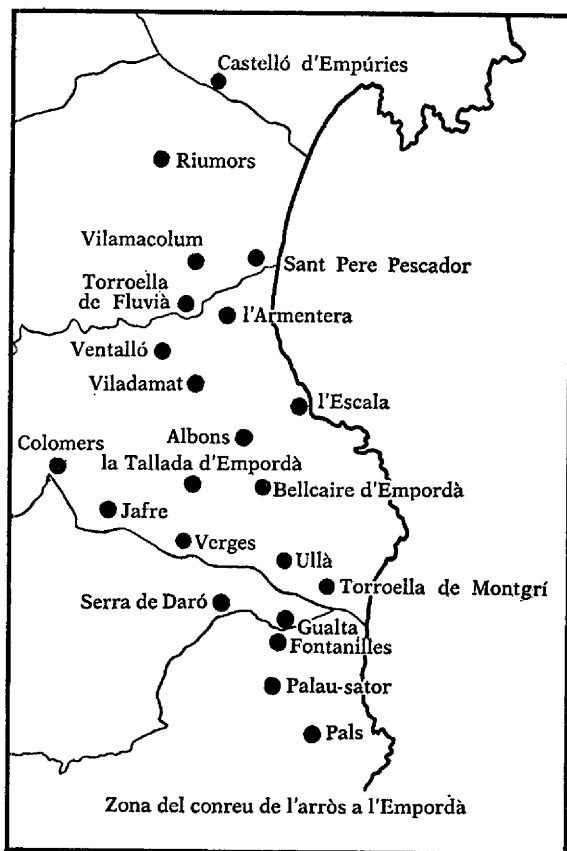 Castelló d'Empúries
Riumors
Vilamacolum
Sant Pere Pescador
Torroella
de Fluvià
l'Armentera
Ventalló
Viladamat
l'Escala
Albons
Colomers
la Tallada d'Empordà
Bellcaire d'Empordà
Jafre
Verges
Ullà
Torroella de Montgrí
Serra de Daró
Gualta
Fontanilles
Palau-sator
Pals
Zona del conreu de l'arròs a l'Empordà